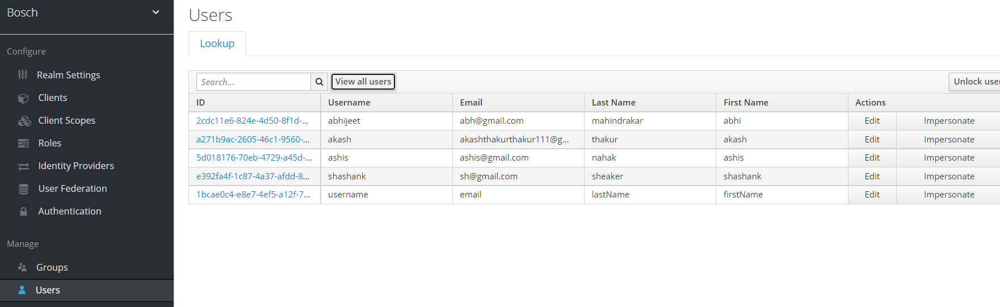 Bosch
Configure
Realm Settings
Clients
Client Scopes
Roles
Identity Providers
User Federation
Authentication
Manage
Groups
Users
Users
Lookup
Search...
View all users
Unlock user
ID Username Email Last Name First Name Actions
2cdc11e6-824e-4d50-8f1d-... abhijeet abh@gmail.com mahindrakar abhi Edit Impersonate
a271b9ac-2605-46c1-9560-... akash akashthakurthakur111@g... thakur akash Edit Impersonate
5d018176-70eb-4729-a45d-... ashis ashis@gmail.com nahak ashis Edit Impersonate
e392fa4f-1c87-4a37-afdd-8... shashank sh@gmail.com sheaker shashank Edit Impersonate
1bcae0c4-e8e7-4ef5-a12f-7... username email lastName firstName Edit Impersonate